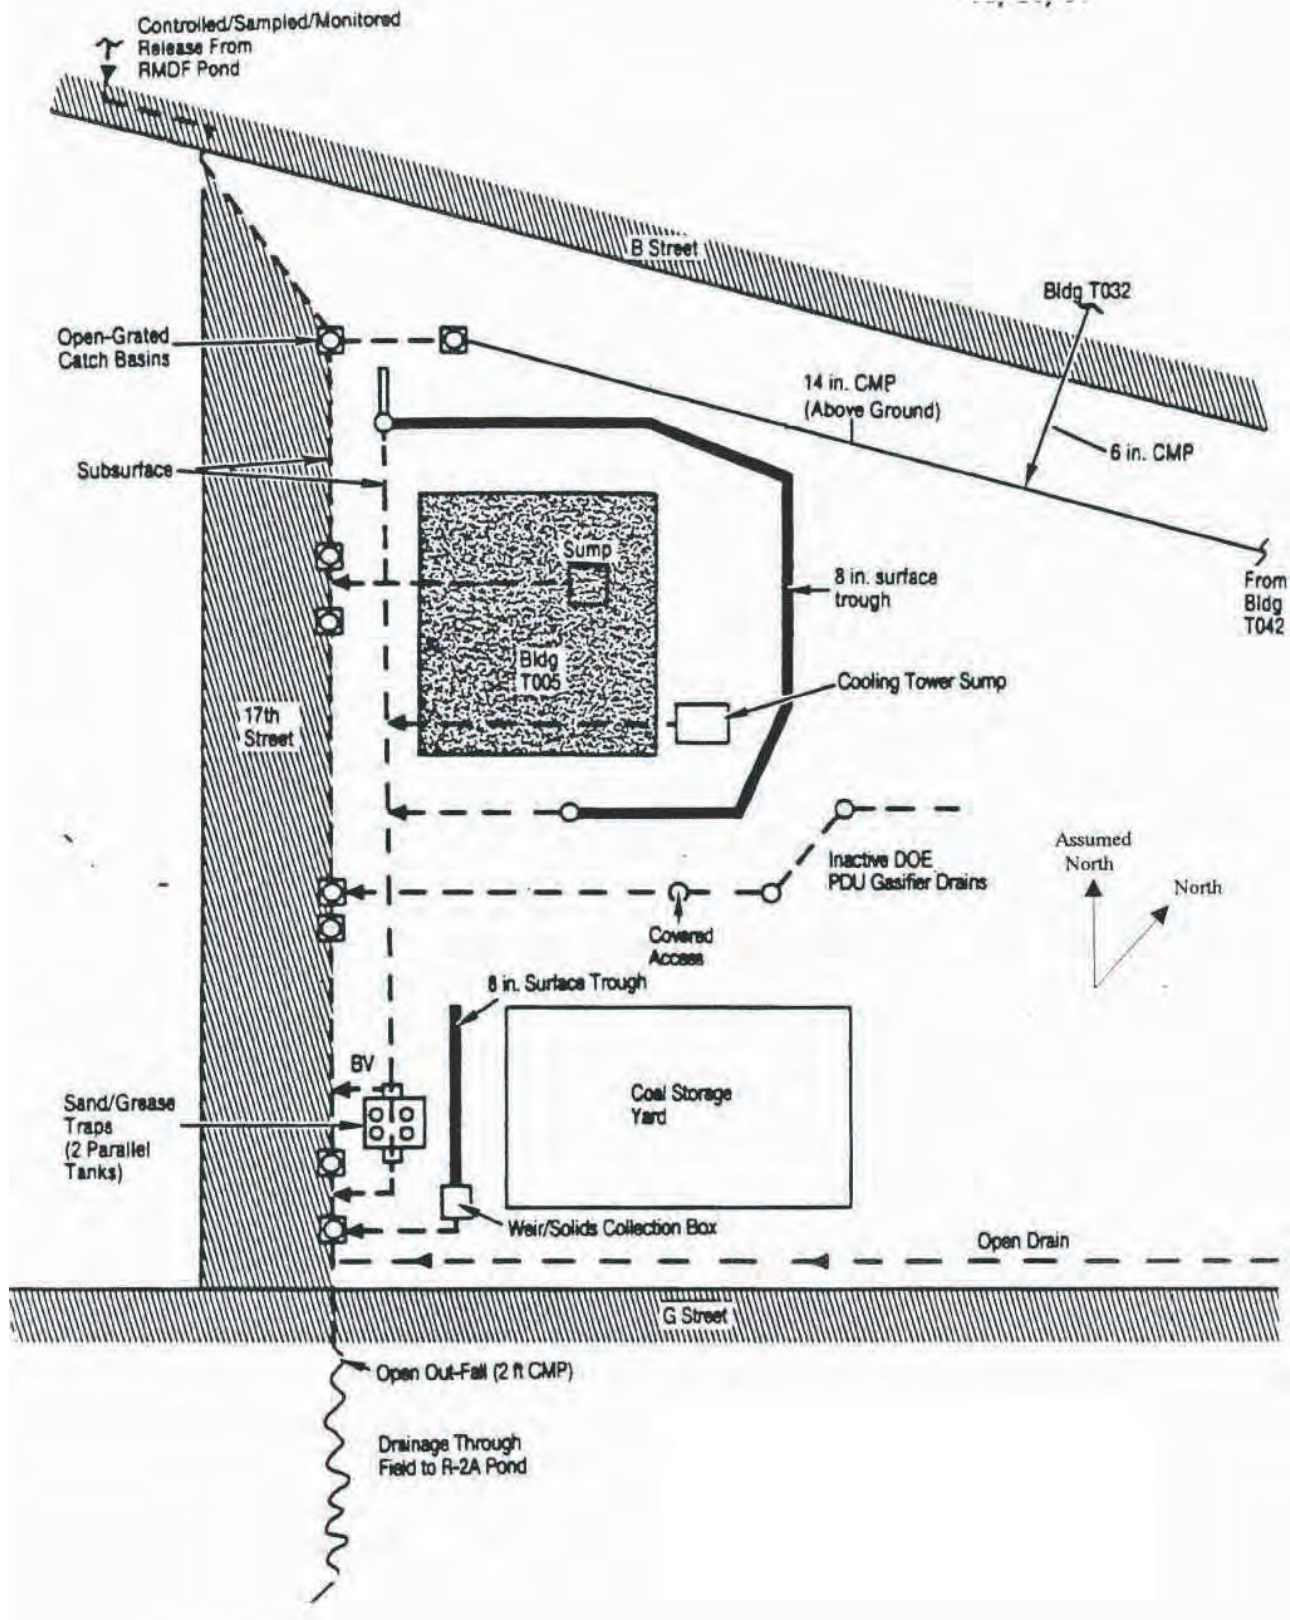 Controlled/Sampled/Monitored
Release From
RMDF Pond
B Street
Bldg T032
Open-Grated
Catch Basins
14 in. CMP
(Above Ground)
6 in. CMP
Subsurface
Sump
8 in. surface
trough
From
Bldg
T042
Bldg
T005
Cooling Tower Sump
17th
Street
Inactive DOE
PDU Gasifier Drains
Assumed
North
North
Covered
Access
8 in. Surface Trough
BV
Coal Storage
Yard
Sand/Grease
Traps
(2 Parallel
Tanks)
Weir/Solids Collection Box
Open Drain
G Street
Open Out-Fall (2 ft CMP)
Drainage Through
Field to R-2A Pond